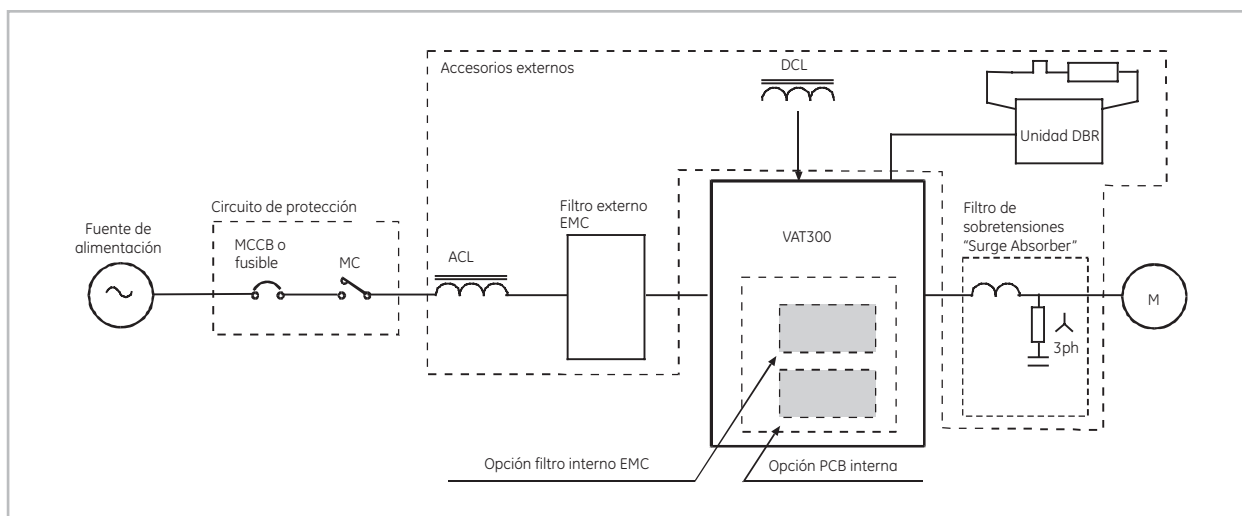 Accesorios externos
DCL
Unidad DBR
Circuito de protección
Filtro externo
EMC
Filtro de
sobretensiones
“Surge Absorber”
Fuente de
alimentación
MCCB o
fusible
MC
ACL
VAT300
M
3ph
Opción filtro interno EMC
Opción PCB interna